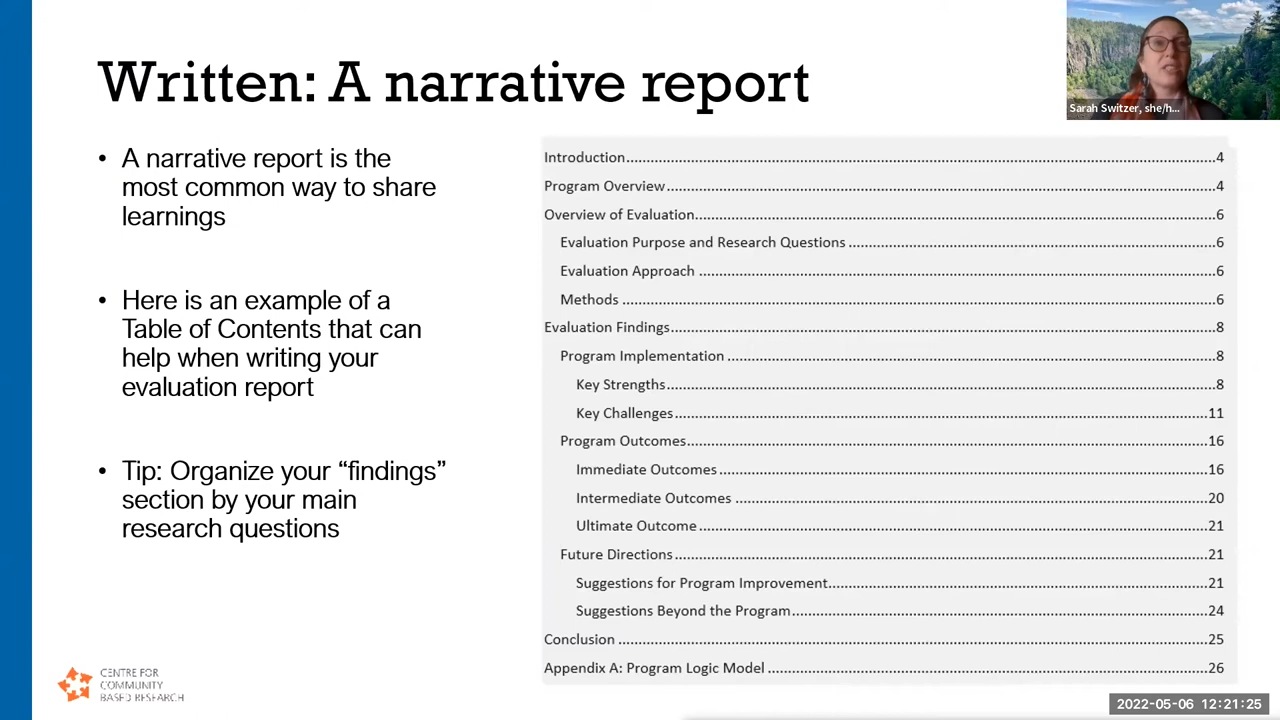 Written: A narrative report
Sarah Switzer, she/h...
• A narrative report is the
most common way to share
learnings
• Here is an example of a
Table of Contents that can
help when writing your
evaluation report
• Tip: Organize your “findings”
section by your main
research questions
Introduction....................4
Program Overview....................4
Overview of Evaluation....................6
Evaluation Purpose and Research Questions....................6
Evaluation Approach....................6
Methods....................6
Evaluation Findings....................8
Program Implementation....................8
Key Strengths....................8
Key Challenges....................11
Program Outcomes....................16
Immediate Outcomes....................16
Intermediate Outcomes....................20
Ultimate Outcome....................21
Future Directions....................21
Suggestions for Program Improvement....................21
Suggestions Beyond the Program....................24
Conclusion....................25
Appendix A: Program Logic Model....................26
CENTRE FOR
COMMUNITY
BASED RESEARCH
2022-05-06 12:21:25